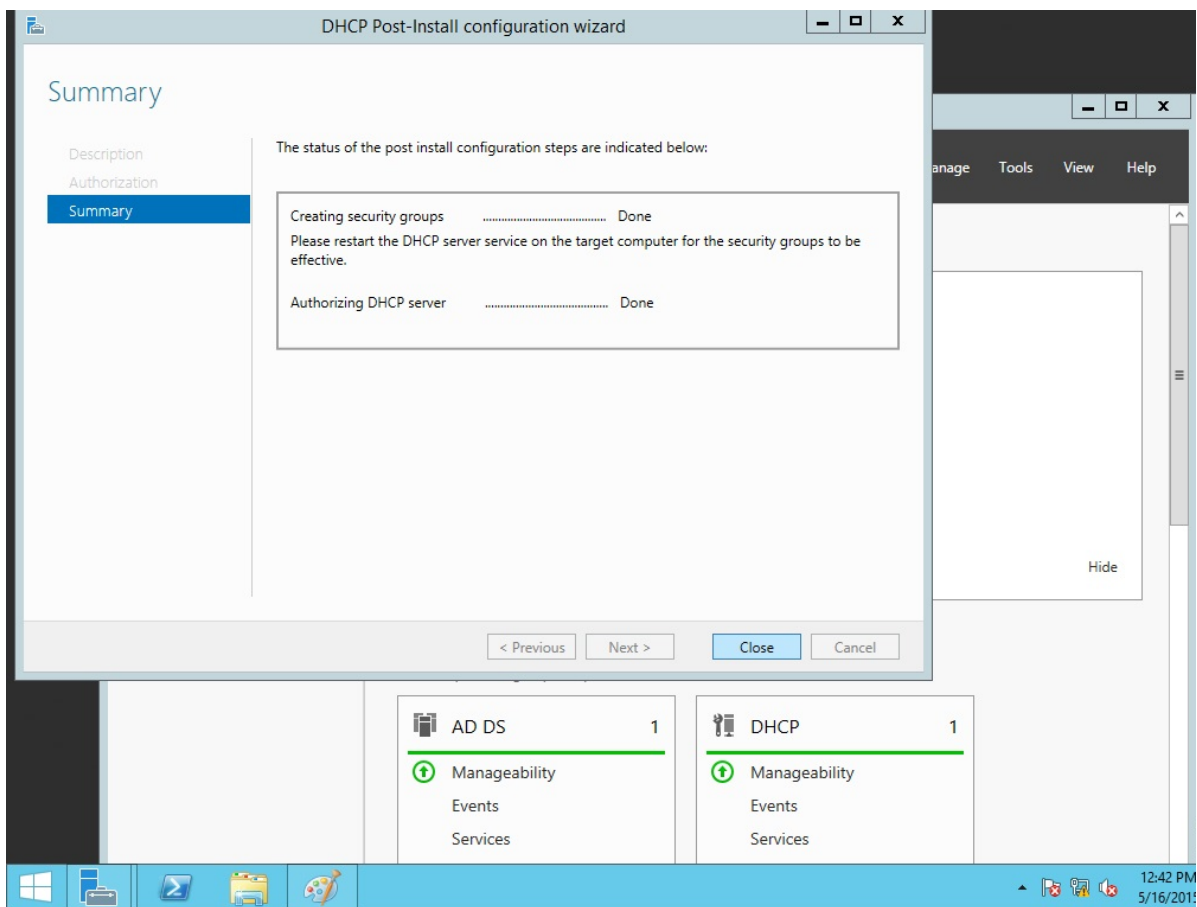 DHCP Post-Install configuration wizard
Summary
Description
Authorization
Summary
The status of the post install configuration steps are indicated below:
Creating security groups ........................................ Done
Please restart the DHCP server service on the target computer for the security groups to be
effective.
Authorizing DHCP server ........................................ Done
< Previous
Next >
Close
Cancel
anage
Tools
View
Help
Hide
AD DS 1
Manageability
Events
Services
DHCP 1
Manageability
Events
Services
12:42 PM
5/16/2015